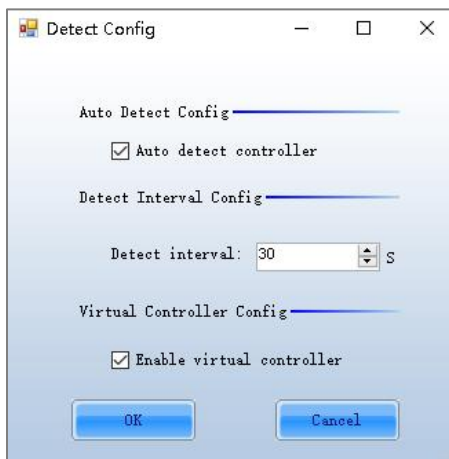 Detect Config
Auto Detect Config
Auto detect controller
Detect Interval Config
Detect interval: 30 S
Virtual Controller Config
Enable virtual controller
OK Cancel